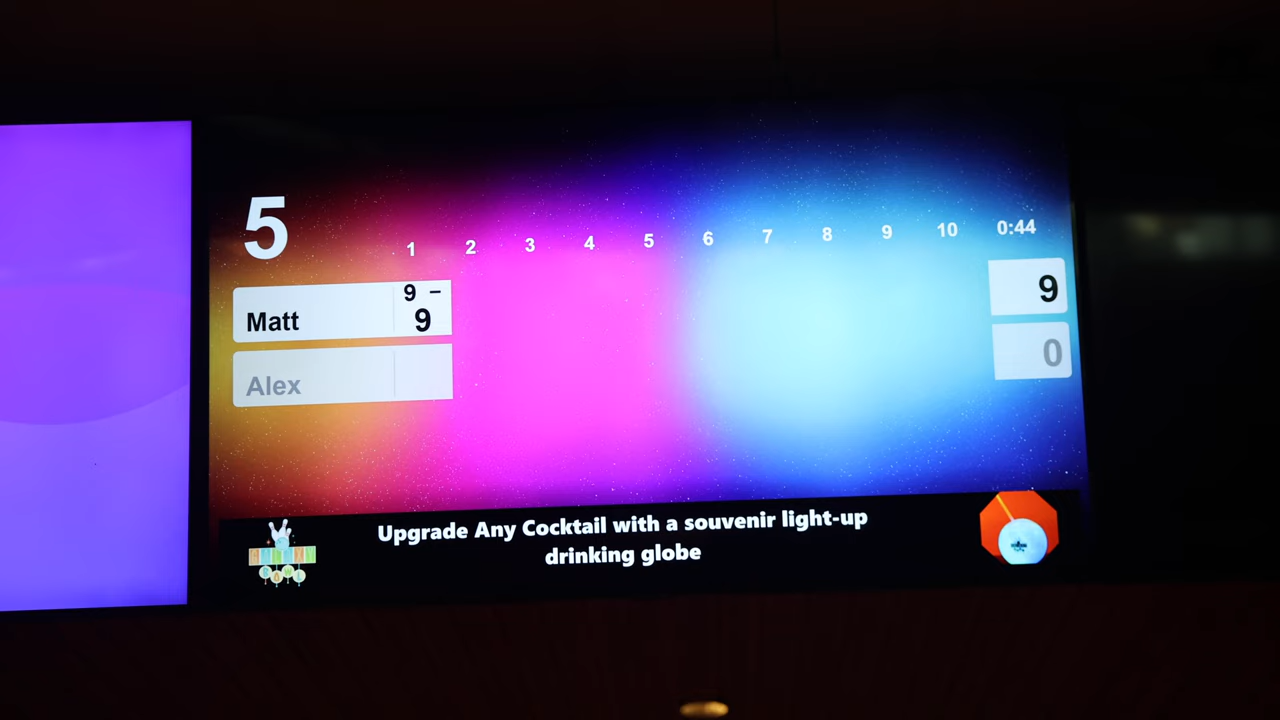 5
1 2 3 4 5 6 7 8 9 10 0:44
9 –
Matt 9 9
Alex 0
Upgrade Any Cocktail with a souvenir light-up
drinking globe